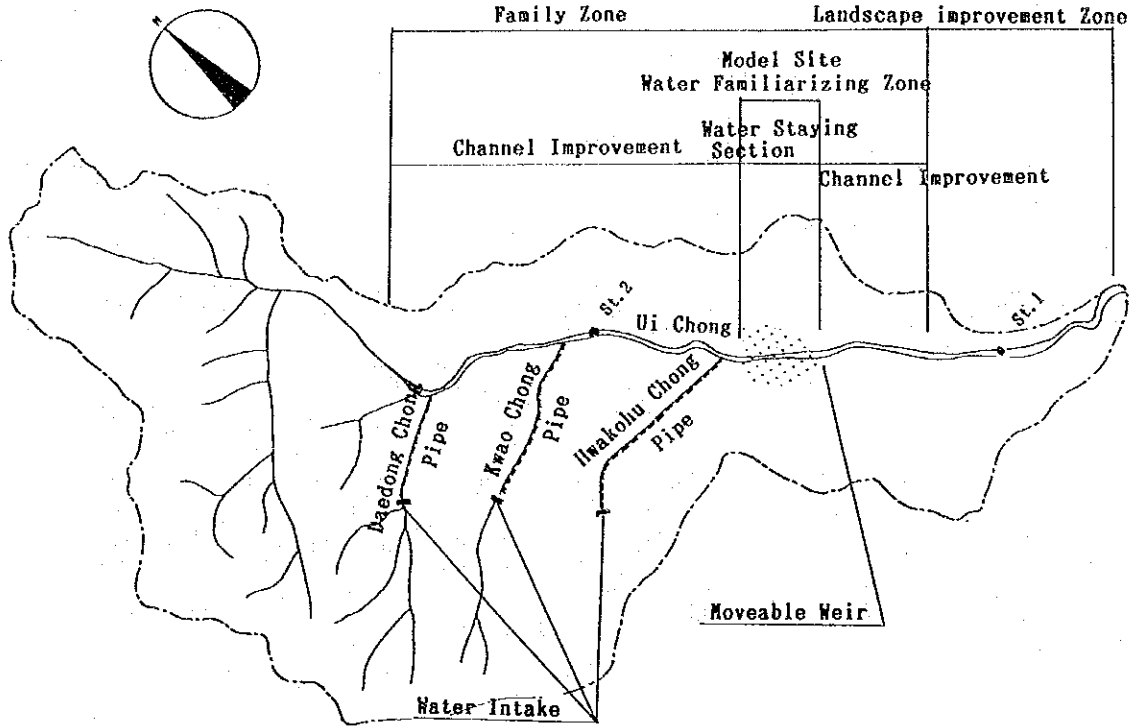 Family Zone
Landscape improvement Zone
N
Model Site
Water Familiarizing Zone
Water Staying
Section
Channel Improvement
Channel Improvement
St.2
Ui Chong
St.1
Daedong Chong
Pipe
Kwao Chong
Pipe
Hwakohu Chong
Pipe
Moveable Weir
Water Intake